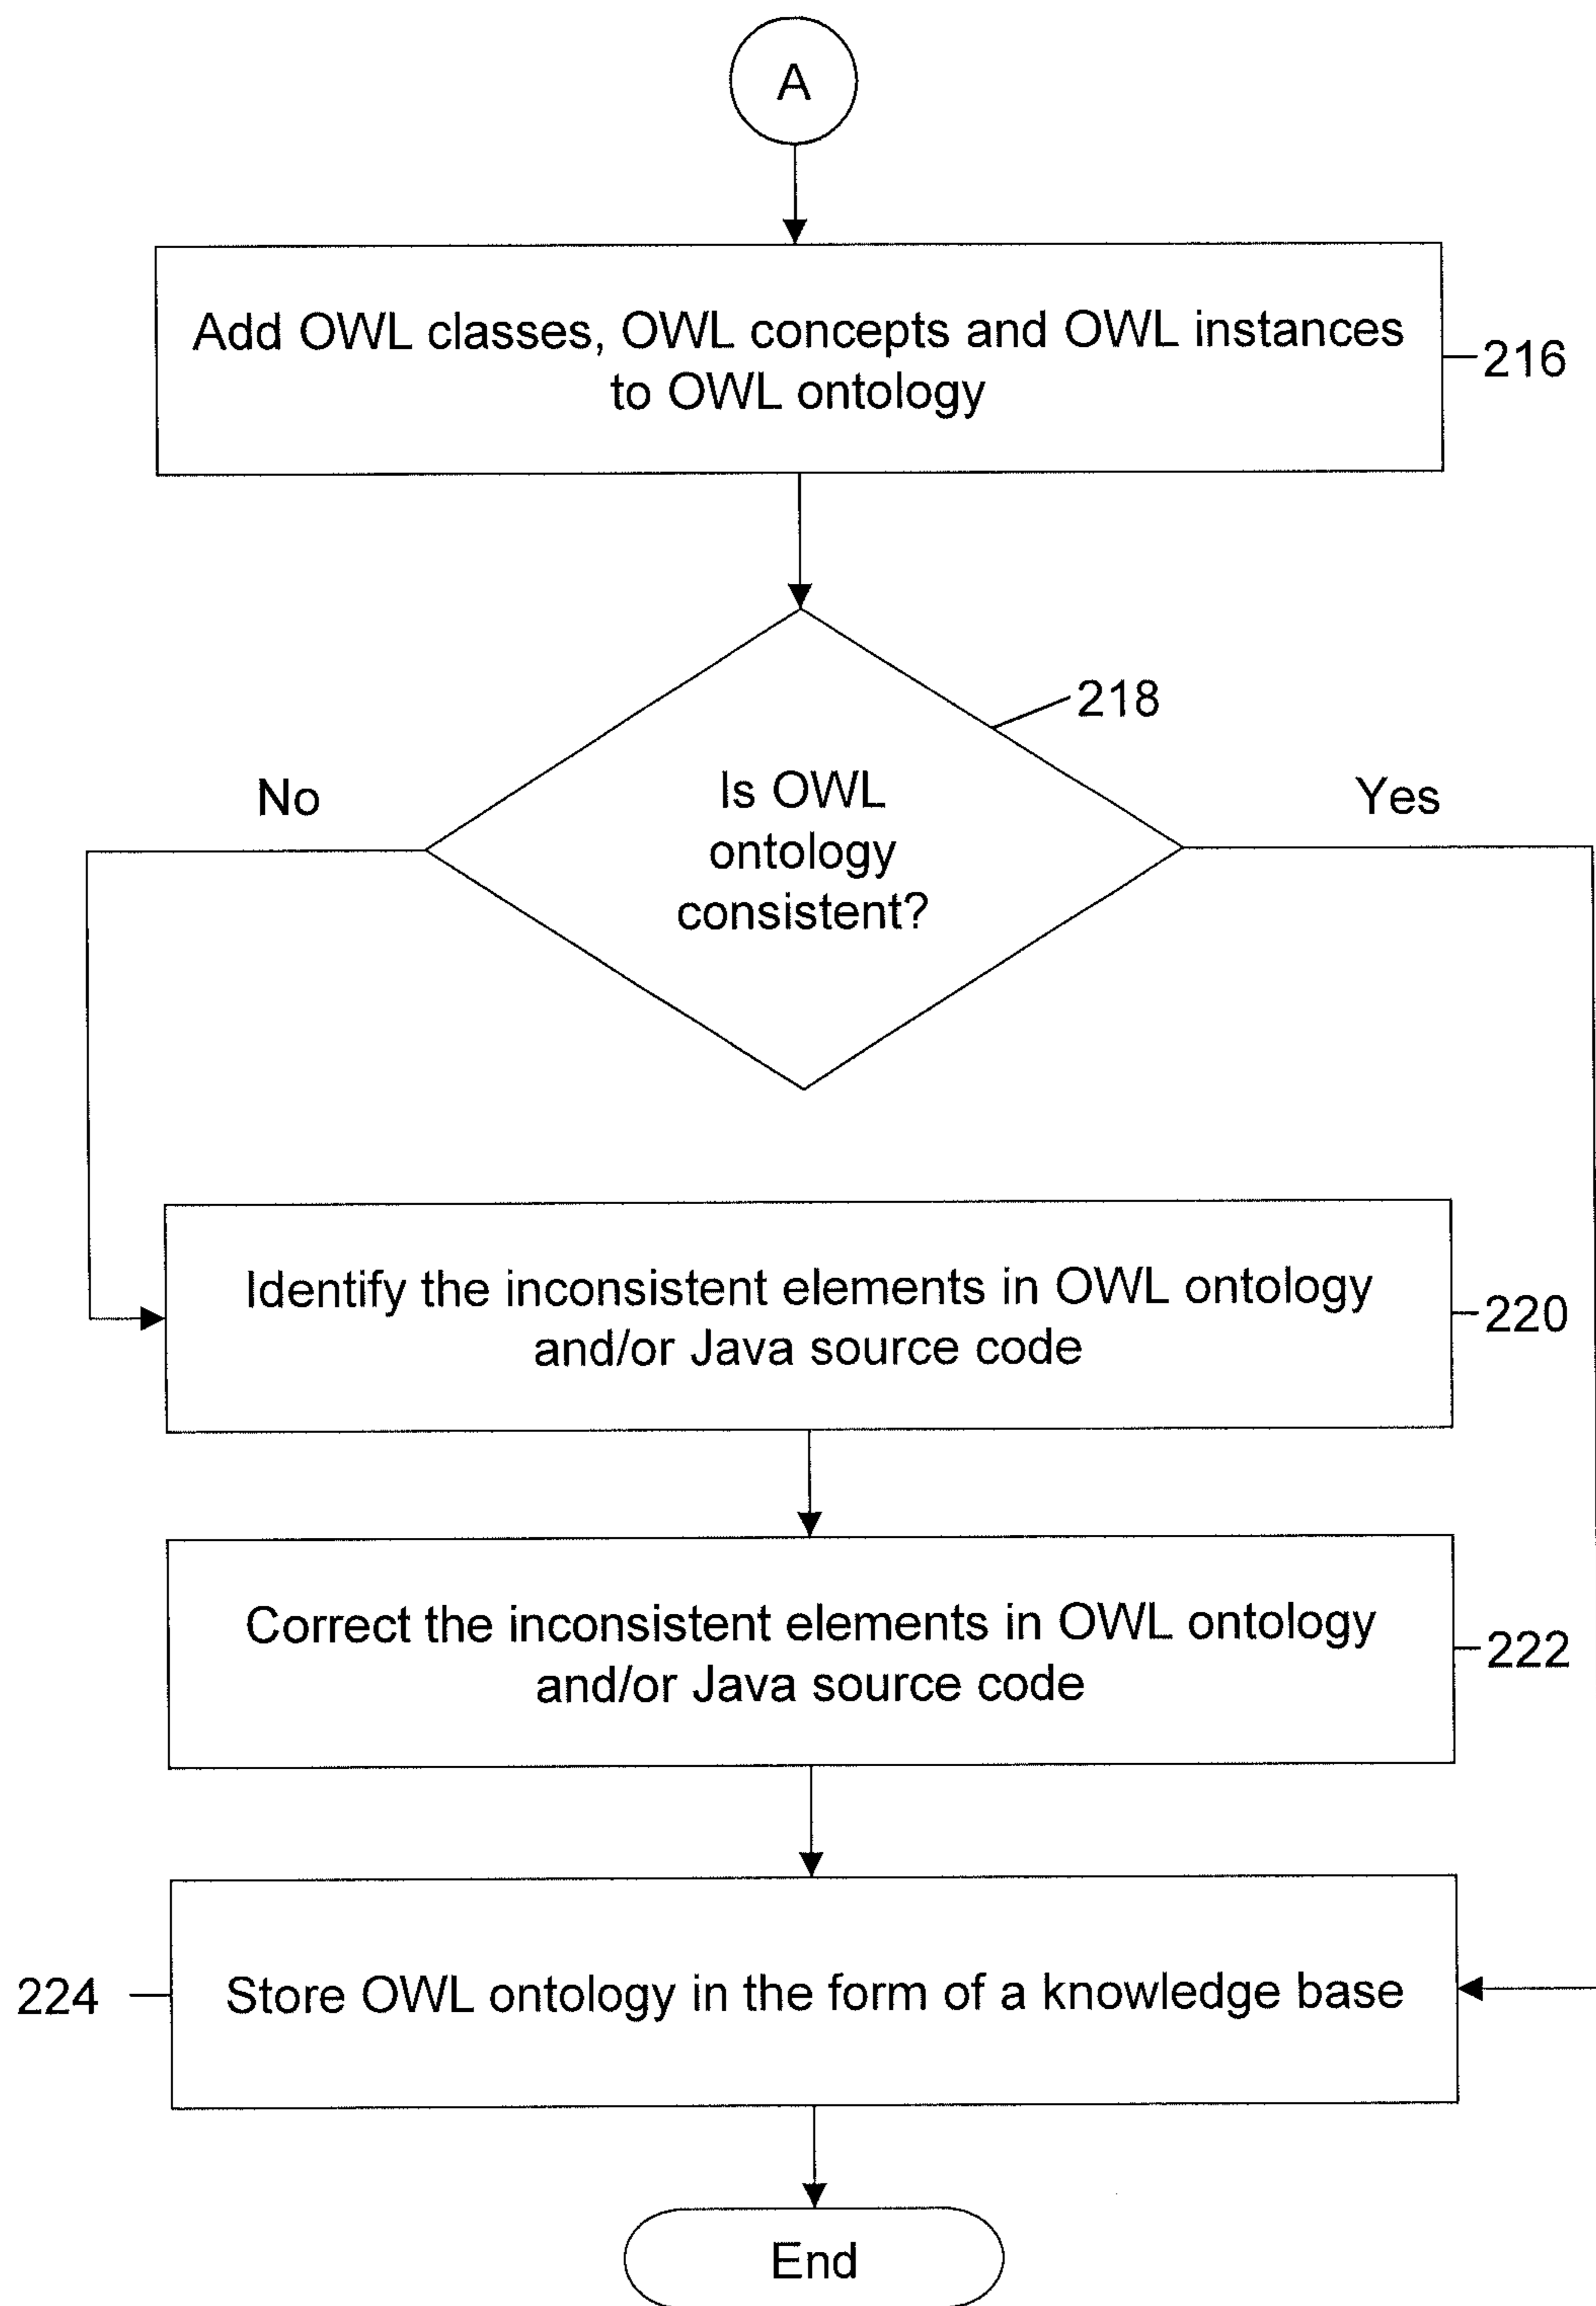 A
Add OWL classes, OWL concepts and OWL instances
to OWL ontology
216
218
No
Yes
Is OWL
ontology
consistent?
Identify the inconsistent elements in OWL ontology
and/or Java source code
220
Correct the inconsistent elements in OWL ontology
and/or Java source code
222
224
Store OWL ontology in the form of a knowledge base
End